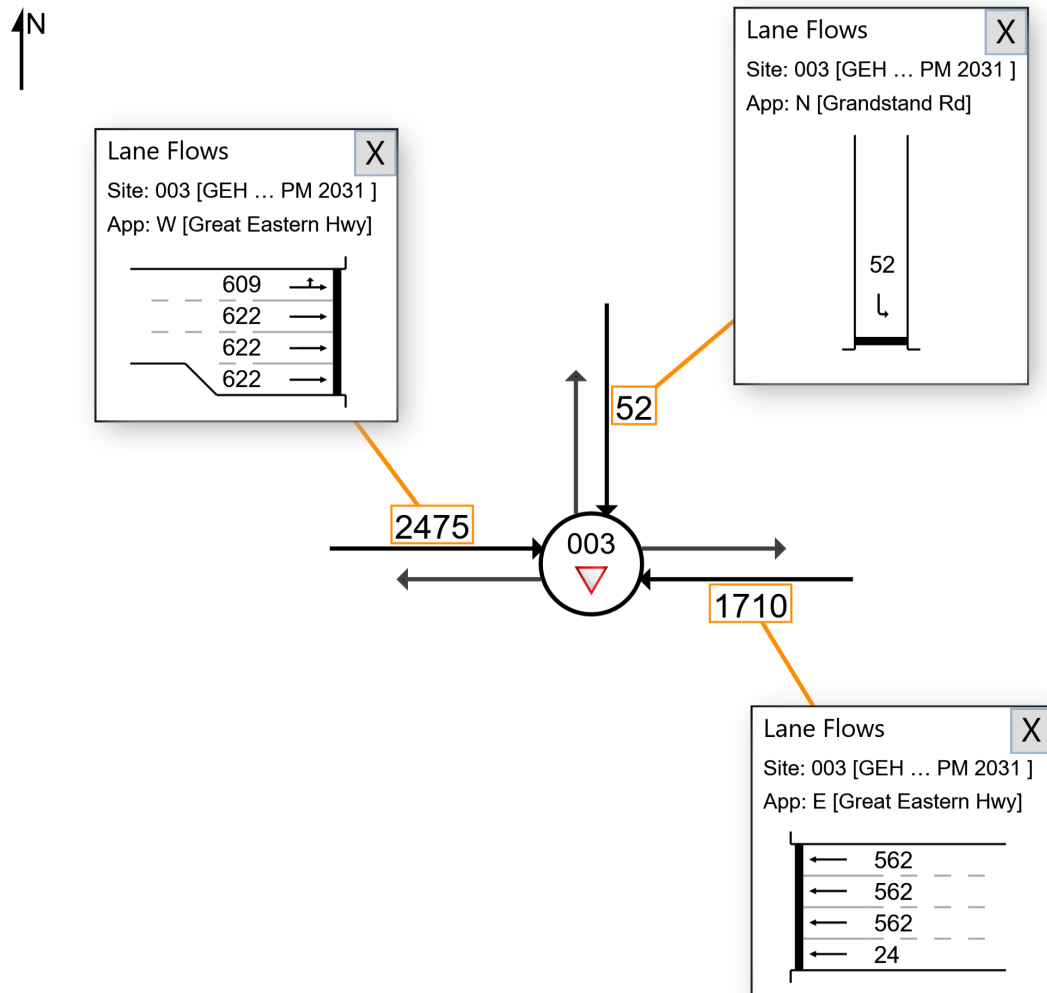 N
Lane Flows
X
Site: 003 [GEH ... PM 2031 ]
App: N [Grandstand Rd]
52
Lane Flows
X
Site: 003 [GEH ... PM 2031 ]
App: W [Great Eastern Hwy]
609
622
622
622
52
2475
003
1710
Lane Flows
X
Site: 003 [GEH ... PM 2031 ]
App: E [Great Eastern Hwy]
562
562
562
24